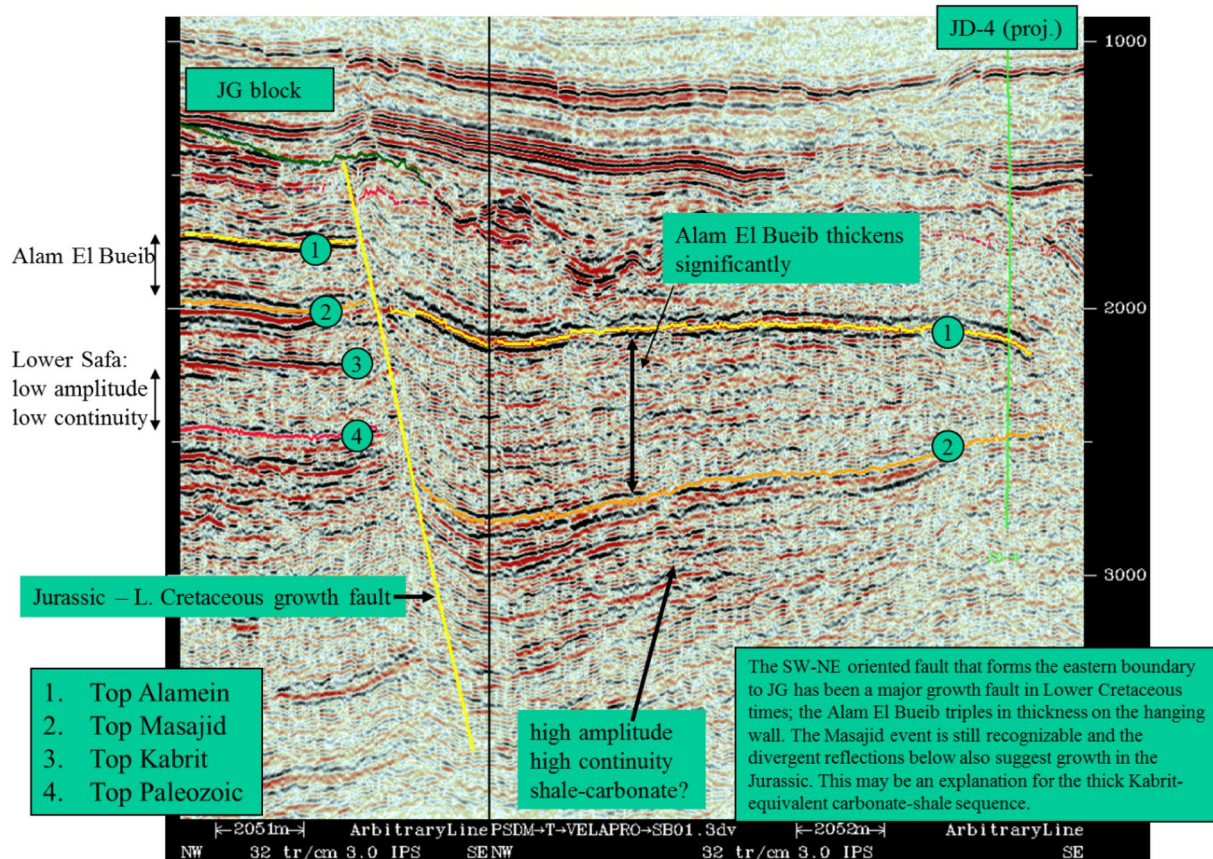 JD-4 (proj.)
1000
JG block
1
Alam El Bueib thickens
significantly
Alam El Bueib
2
2000
1
Lower Safa:
low amplitude
low continuity
3
4
2
3000
Jurassic – L. Cretaceous growth fault
1. Top Alamein
2. Top Masajid
3. Top Kabrit
4. Top Paleozoic
high amplitude
high continuity
shale-carbonate?
The SW-NE oriented fault that forms the eastern boundary
to JG has been a major growth fault in Lower Cretaceous
times; the Alam El Bueib triples in thickness on the hanging
wall. The Masajid event is still recognizable and the
divergent reflections below also suggest growth in the
Jurassic. This may be an explanation for the thick Kabrit-
equivalent carbonate-shale sequence.
2051m ArbitraryLine PSDM→T→VELAPRO→SB01.3dv 2052m ArbitraryLine
NW 32 tr/cm 3.0 IPS SE NW 32 tr/cm 3.0 IPS SE